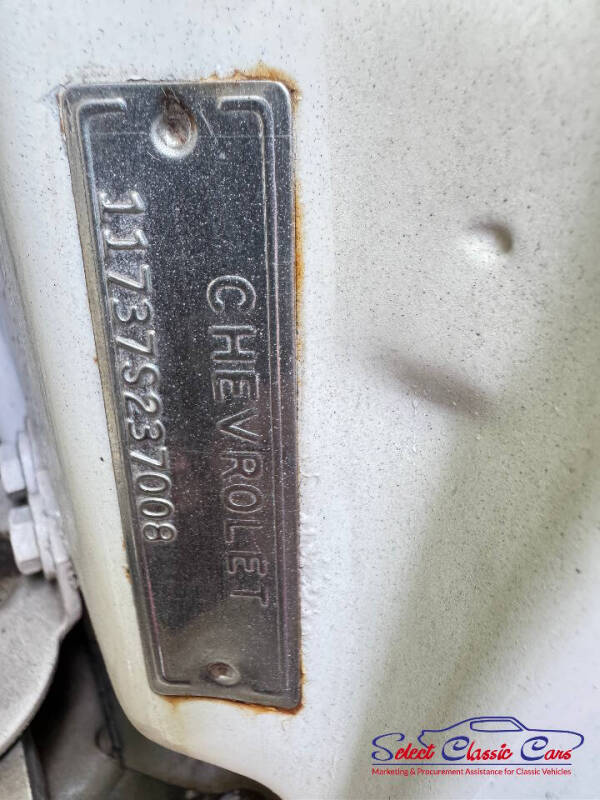 CHEVROLET
11737S237008
Select Classic Cars
Marketing & Procurement Assistance for Classic Vehicles